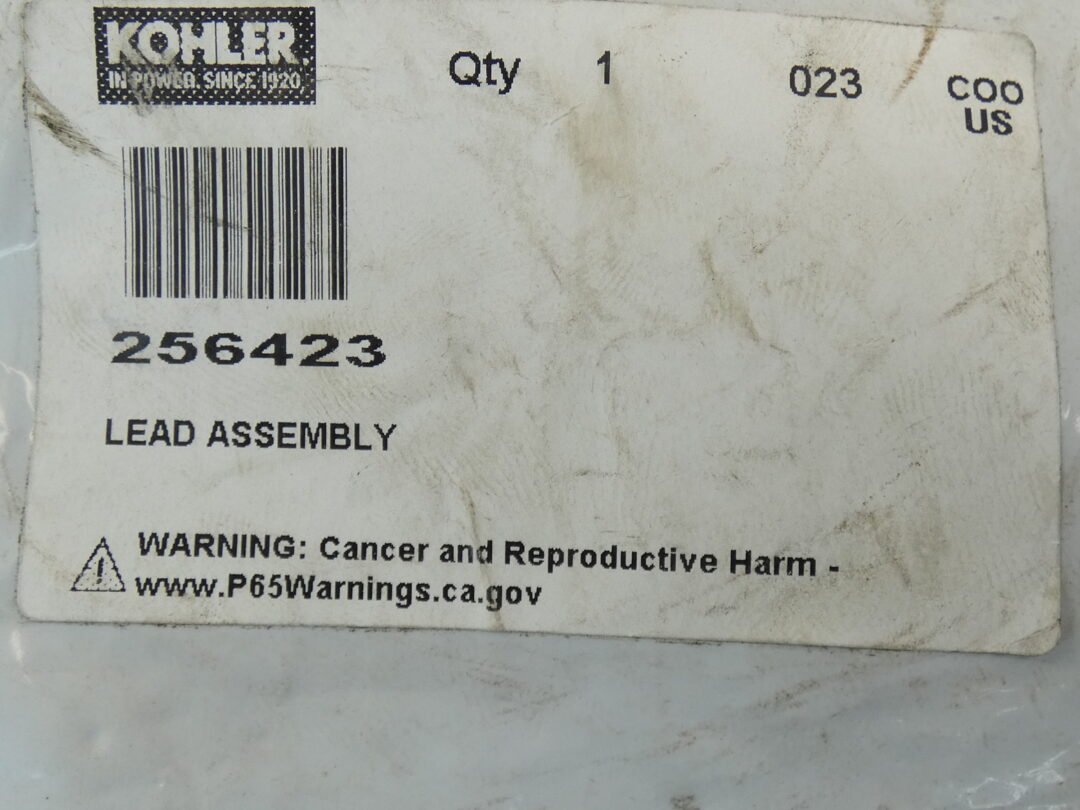 KOHLER.
IN POWER. SINCE 1920
Qty 1 023 COO
US
256423
LEAD ASSEMBLY
WARNING: Cancer and Reproductive Harm -
www.P65Warnings.ca.gov